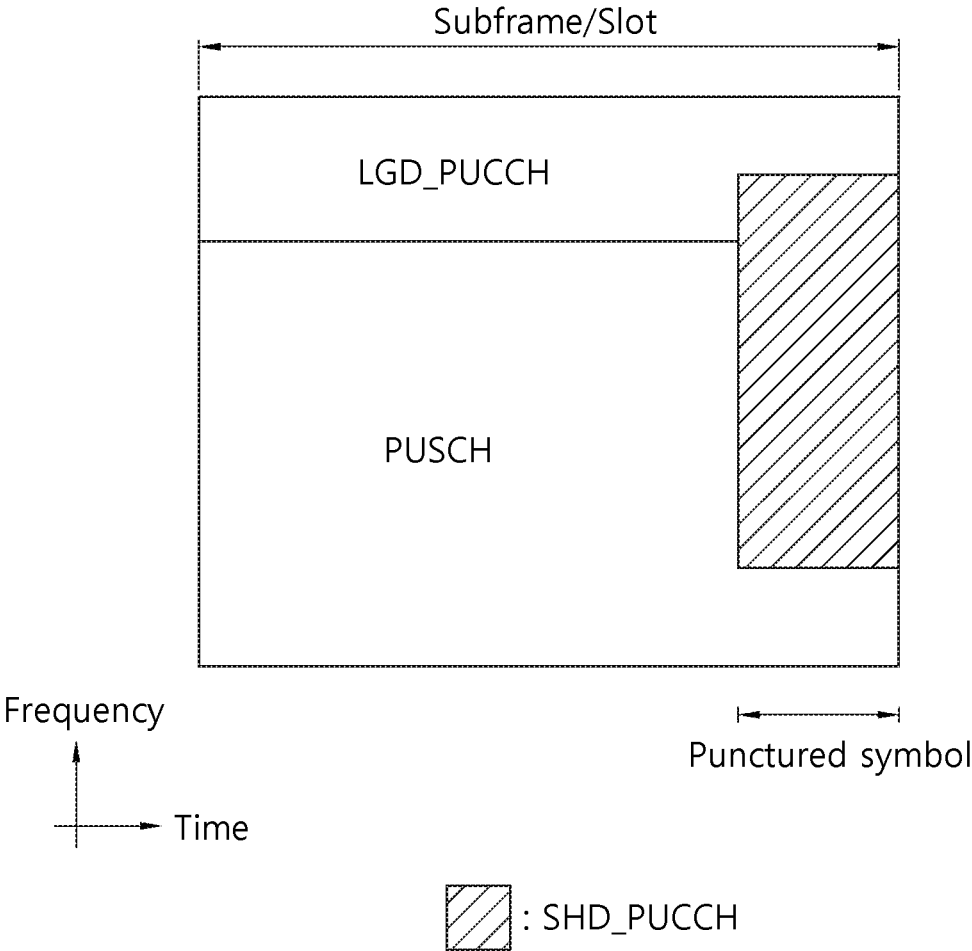 Subframe/Slot
LGD_PUCCH
PUSCH
Frequency
Punctured symbol
Time
: SHD_PUCCH